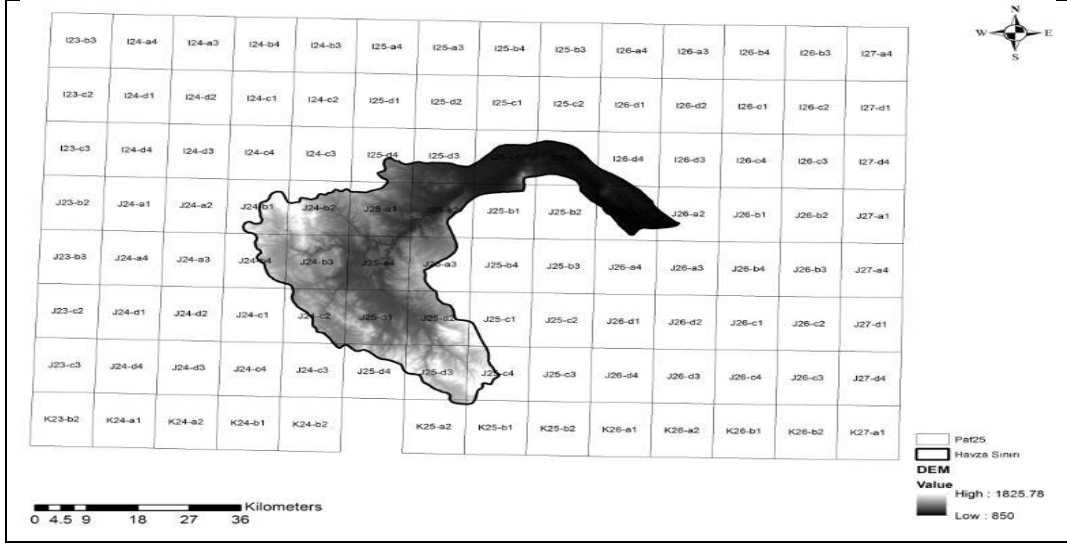 N
W E
S
I23-b3 I24-a4 I24-a3 I24-b4 I24-b3 I25-a4 I25-a3 I25-b4 I25-b3 I26-a4 I26-a3 I26-b4 I26-b3 I27-a4
I23-c2 I24-d1 I24-d2 I24-c1 I24-c2 I25-d1 I25-d2 I25-c1 I25-c2 I26-d1 I26-d2 I26-c1 I26-c2 I27-d1
I23-c3 I24-d4 I24-d3 I24-c4 I24-c3 I25-d4 I25-d3 I26-d4 I26-d3 I26-c4 I26-c3 I27-d4
J23-b2 J24-a1 J24-a2 J24-b1 J24-b2 J25-a1 J25-a2 J25-b1 J25-b2 J26-a2 J26-b1 J26-b2 J27-a1
J23-b3 J24-a4 J24-a3 J24-b4 J24-b3 J25-a4 J25-a3 J25-b4 J25-b3 J26-a4 J26-a3 J26-b4 J26-b3 J27-a4
J23-c2 J24-d1 J24-d2 J24-c1 J24-c2 J25-d1 J25-d2 J25-c1 J25-c2 J26-d1 J26-d2 J26-c1 J26-c2 J27-d1
J23-c3 J24-d4 J24-d3 J24-c4 J24-c3 J25-d4 J25-d3 J25-c4 J25-c3 J26-d4 J26-d3 J26-c4 J26-c3 J27-d4
K23-b2 K24-a1 K24-a2 K24-b1 K24-b2 K25-a2 K25-b1 K25-b2 K26-a1 K26-a2 K26-b1 K26-b2 K27-a1
Paf25
Havza Sınırı
DEM
Value
High : 1825.78
Low : 850
Kilometers
0 4.5 9 18 27 36